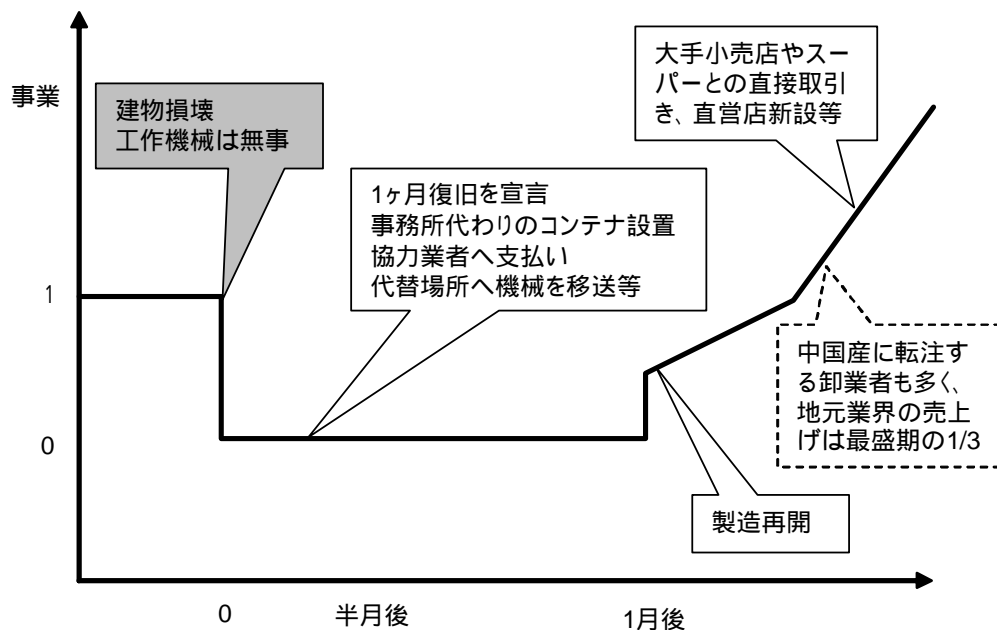 事業
建物損壊
工作機械は無事
1ヶ月復旧を宣言
事務所代わりのコンテナ設置
協力業者へ支払い
代替場所へ機械を移送等
大手小売店やスー
パーとの直接取引
き、直営店新設等
中国産に転注す
る卸業者も多く、
地元業界の売上
げは最盛期の1/3
製造再開
1
0
0
半月後
1月後